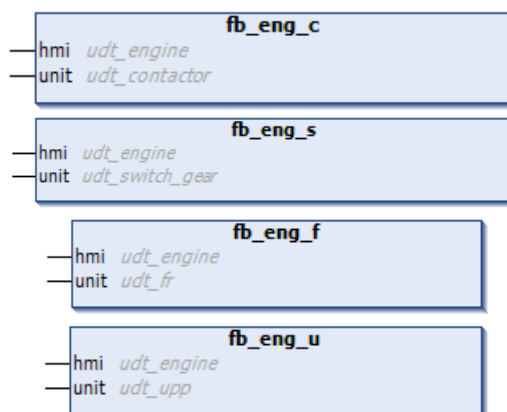 fb_eng_c
hmi udt_engine
unit udt_contactor
fb_eng_s
hmi udt_engine
unit udt_switch_gear
fb_eng_f
hmi udt_engine
unit udt_fr
fb_eng_u
hmi udt_engine
unit udt_upp